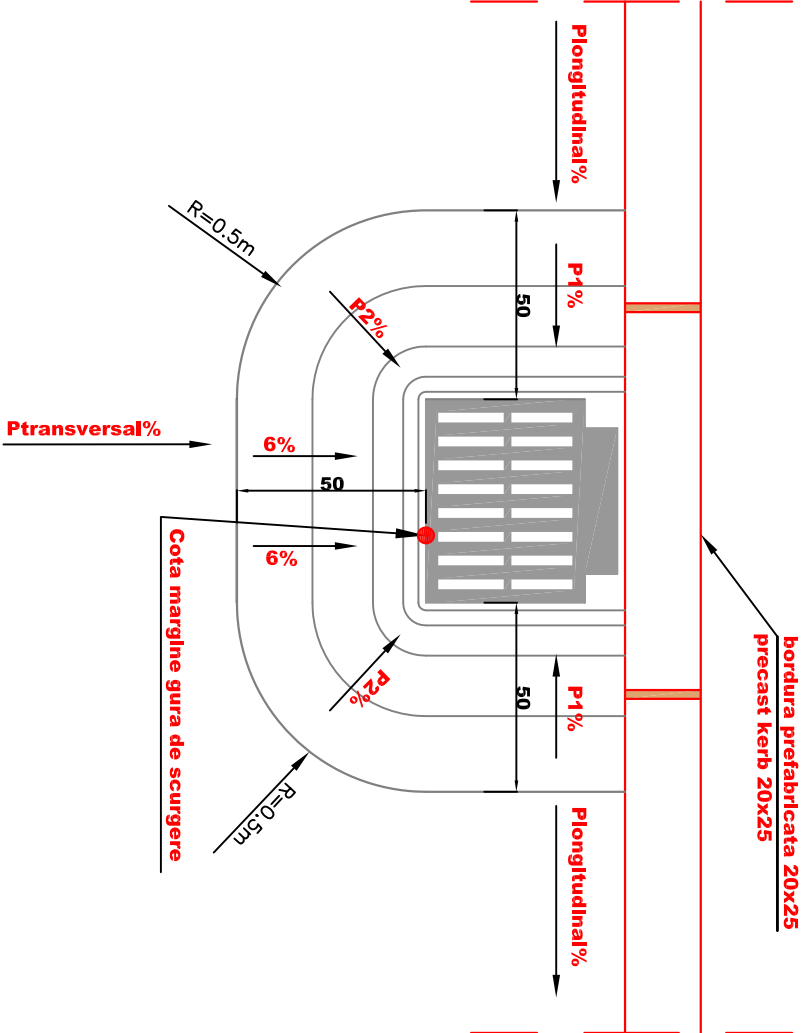 Plongitudinal%
R=0.5m
P1%
50
P2%
Ptransversal%
6%
50
6%
Cota margine gura de scurgere
bordura prefabricata 20x25
precast kerb 20x25
P2%
50
P1%
R=0.5m
Plongitudinal%